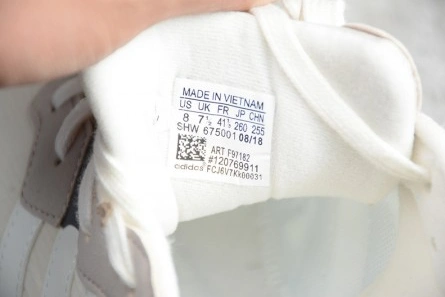 MADE IN VIETNAM
US UK FR JP CHN
8 7½ 41⅓ 260 255
SHW 675001 08/18
ART F97182
#120769911
adidas FCJ6V7Kk00031